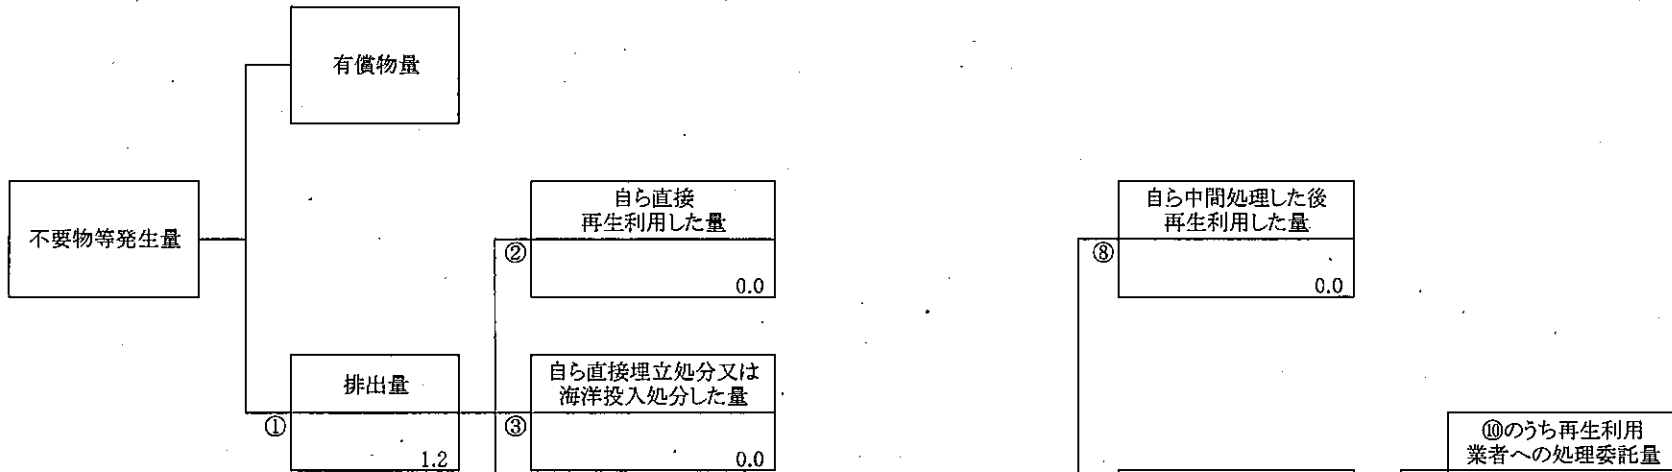 有償物量
不要物等発生量
自ら直接
再生利用した量
②
0.0
自ら中間処理した後
再生利用した量
⑧
0.0
排出量
①
1.2
自ら直接埋立処分又は
海洋投入処分した量
③
0.0
⑩のうち再生利用
業者への処理委託量